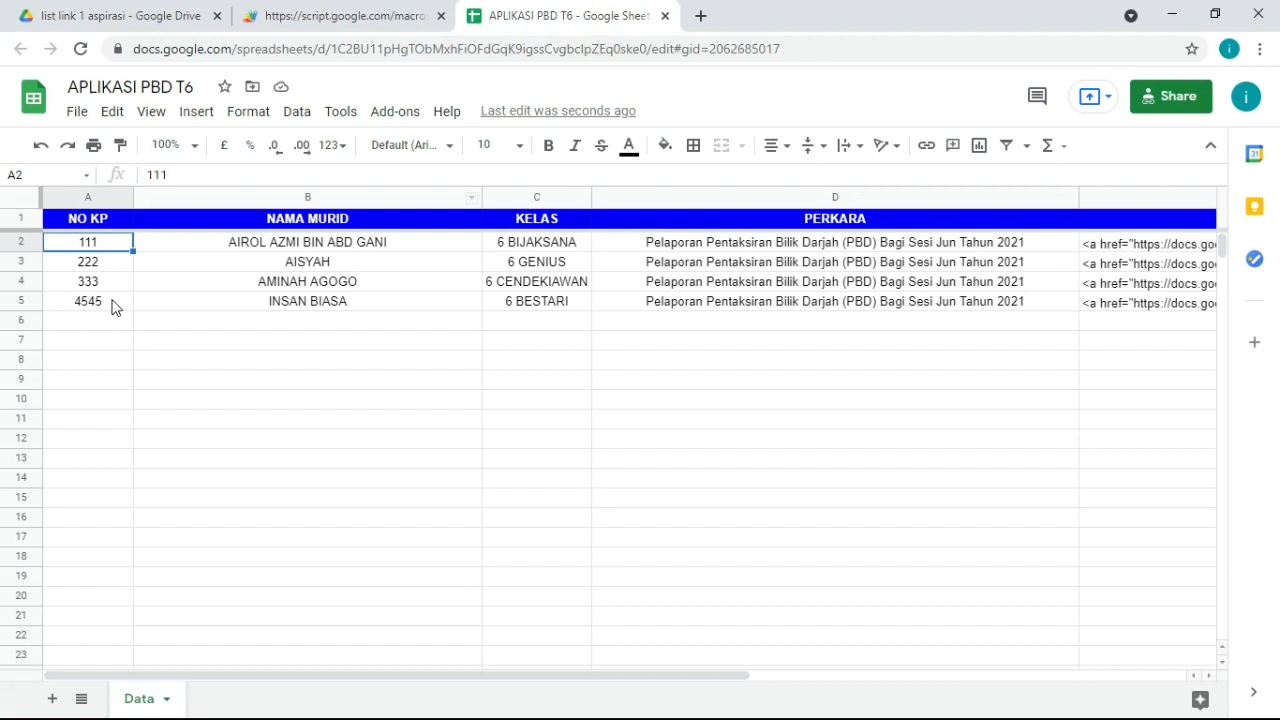 list link 1 aspirasi - Google Drive
https://script.google.com/macros
APLIKASI PBD T6 - Google Sheets
docs.google.com/spreadsheets/d/1C2BU11pHgTObMxhFiOFdGqK9igssCvgbclpZEq0ske0/edit#gid=2062685017
i
APLIKASI PBD T6
File Edit View Insert Format Data Tools Add-ons Help Last edit was seconds ago
Share
i
100% £ % .0 .00 123 Default (Ari... 10 B I S A Σ
A2 fx 111
A B C D
1 NO KP NAMA MURID KELAS PERKARA
2 111 AIROL AZMI BIN ABD GANI 6 BIJAKSANA Pelaporan Pentaksiran Bilik Darjah (PBD) Bagi Sesi Jun Tahun 2021 <a href="https://docs.goo
3 222 AISYAH 6 GENIUS Pelaporan Pentaksiran Bilik Darjah (PBD) Bagi Sesi Jun Tahun 2021 <a href="https://docs.goo
4 333 AMINAH AGOGO 6 CENDEKIAWAN Pelaporan Pentaksiran Bilik Darjah (PBD) Bagi Sesi Jun Tahun 2021 <a href="https://docs.goo
5 4545 INSAN BIASA 6 BESTARI Pelaporan Pentaksiran Bilik Darjah (PBD) Bagi Sesi Jun Tahun 2021 <a href="https://docs.goo
6
7
8
9
10
11
12
13
14
15
16
17
18
19
20
21
22
23
31
Data